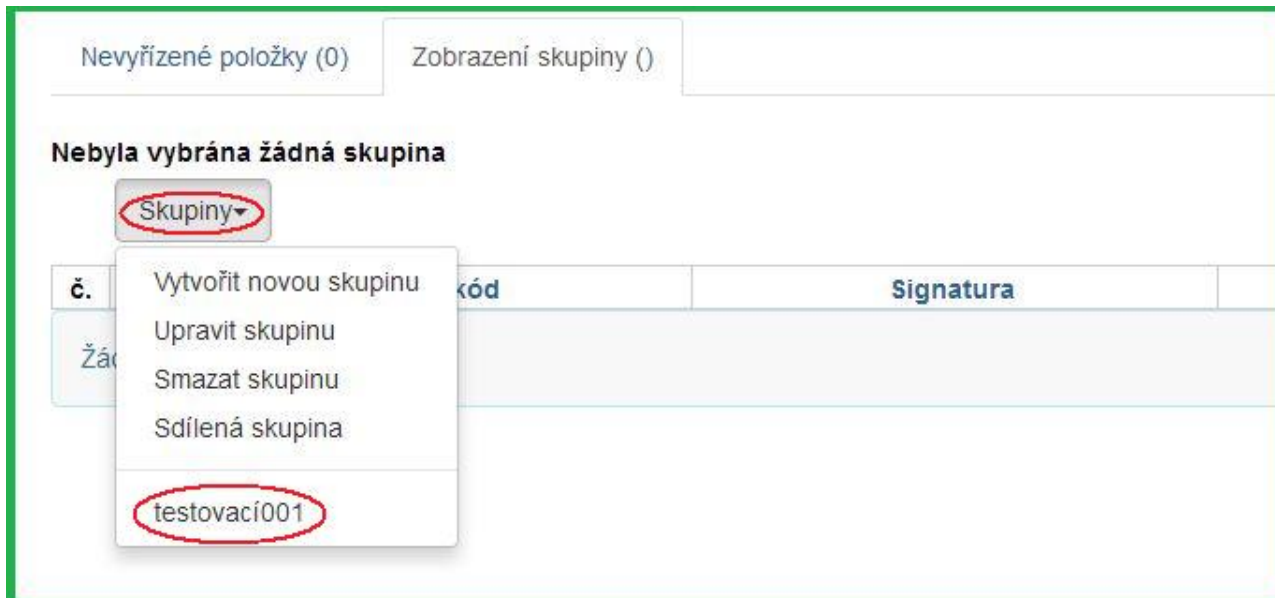 Nevyřízené položky (0) Zobrazení skupiny ()
Nebyla vybrána žádná skupina
Skupiny
č. kód Signatura
Vytvořit novou skupinu
Upravit skupinu
Smazat skupinu
Sdílená skupina
testovací001